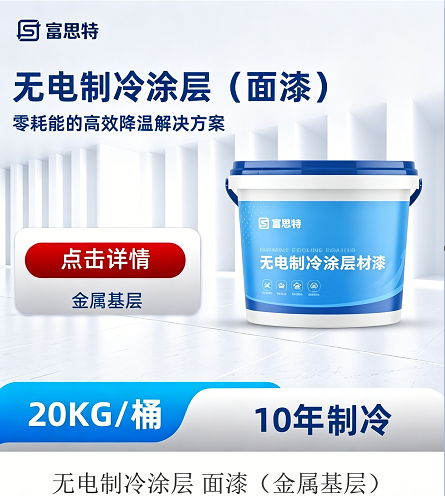 富思特
无电制冷涂层（面漆）
零耗能的高效降温解决方案
富思特
无电制冷涂层材漆
点击详情
金属基层
20KG/桶
10年制冷
无电制冷涂层 面漆（金属基层）